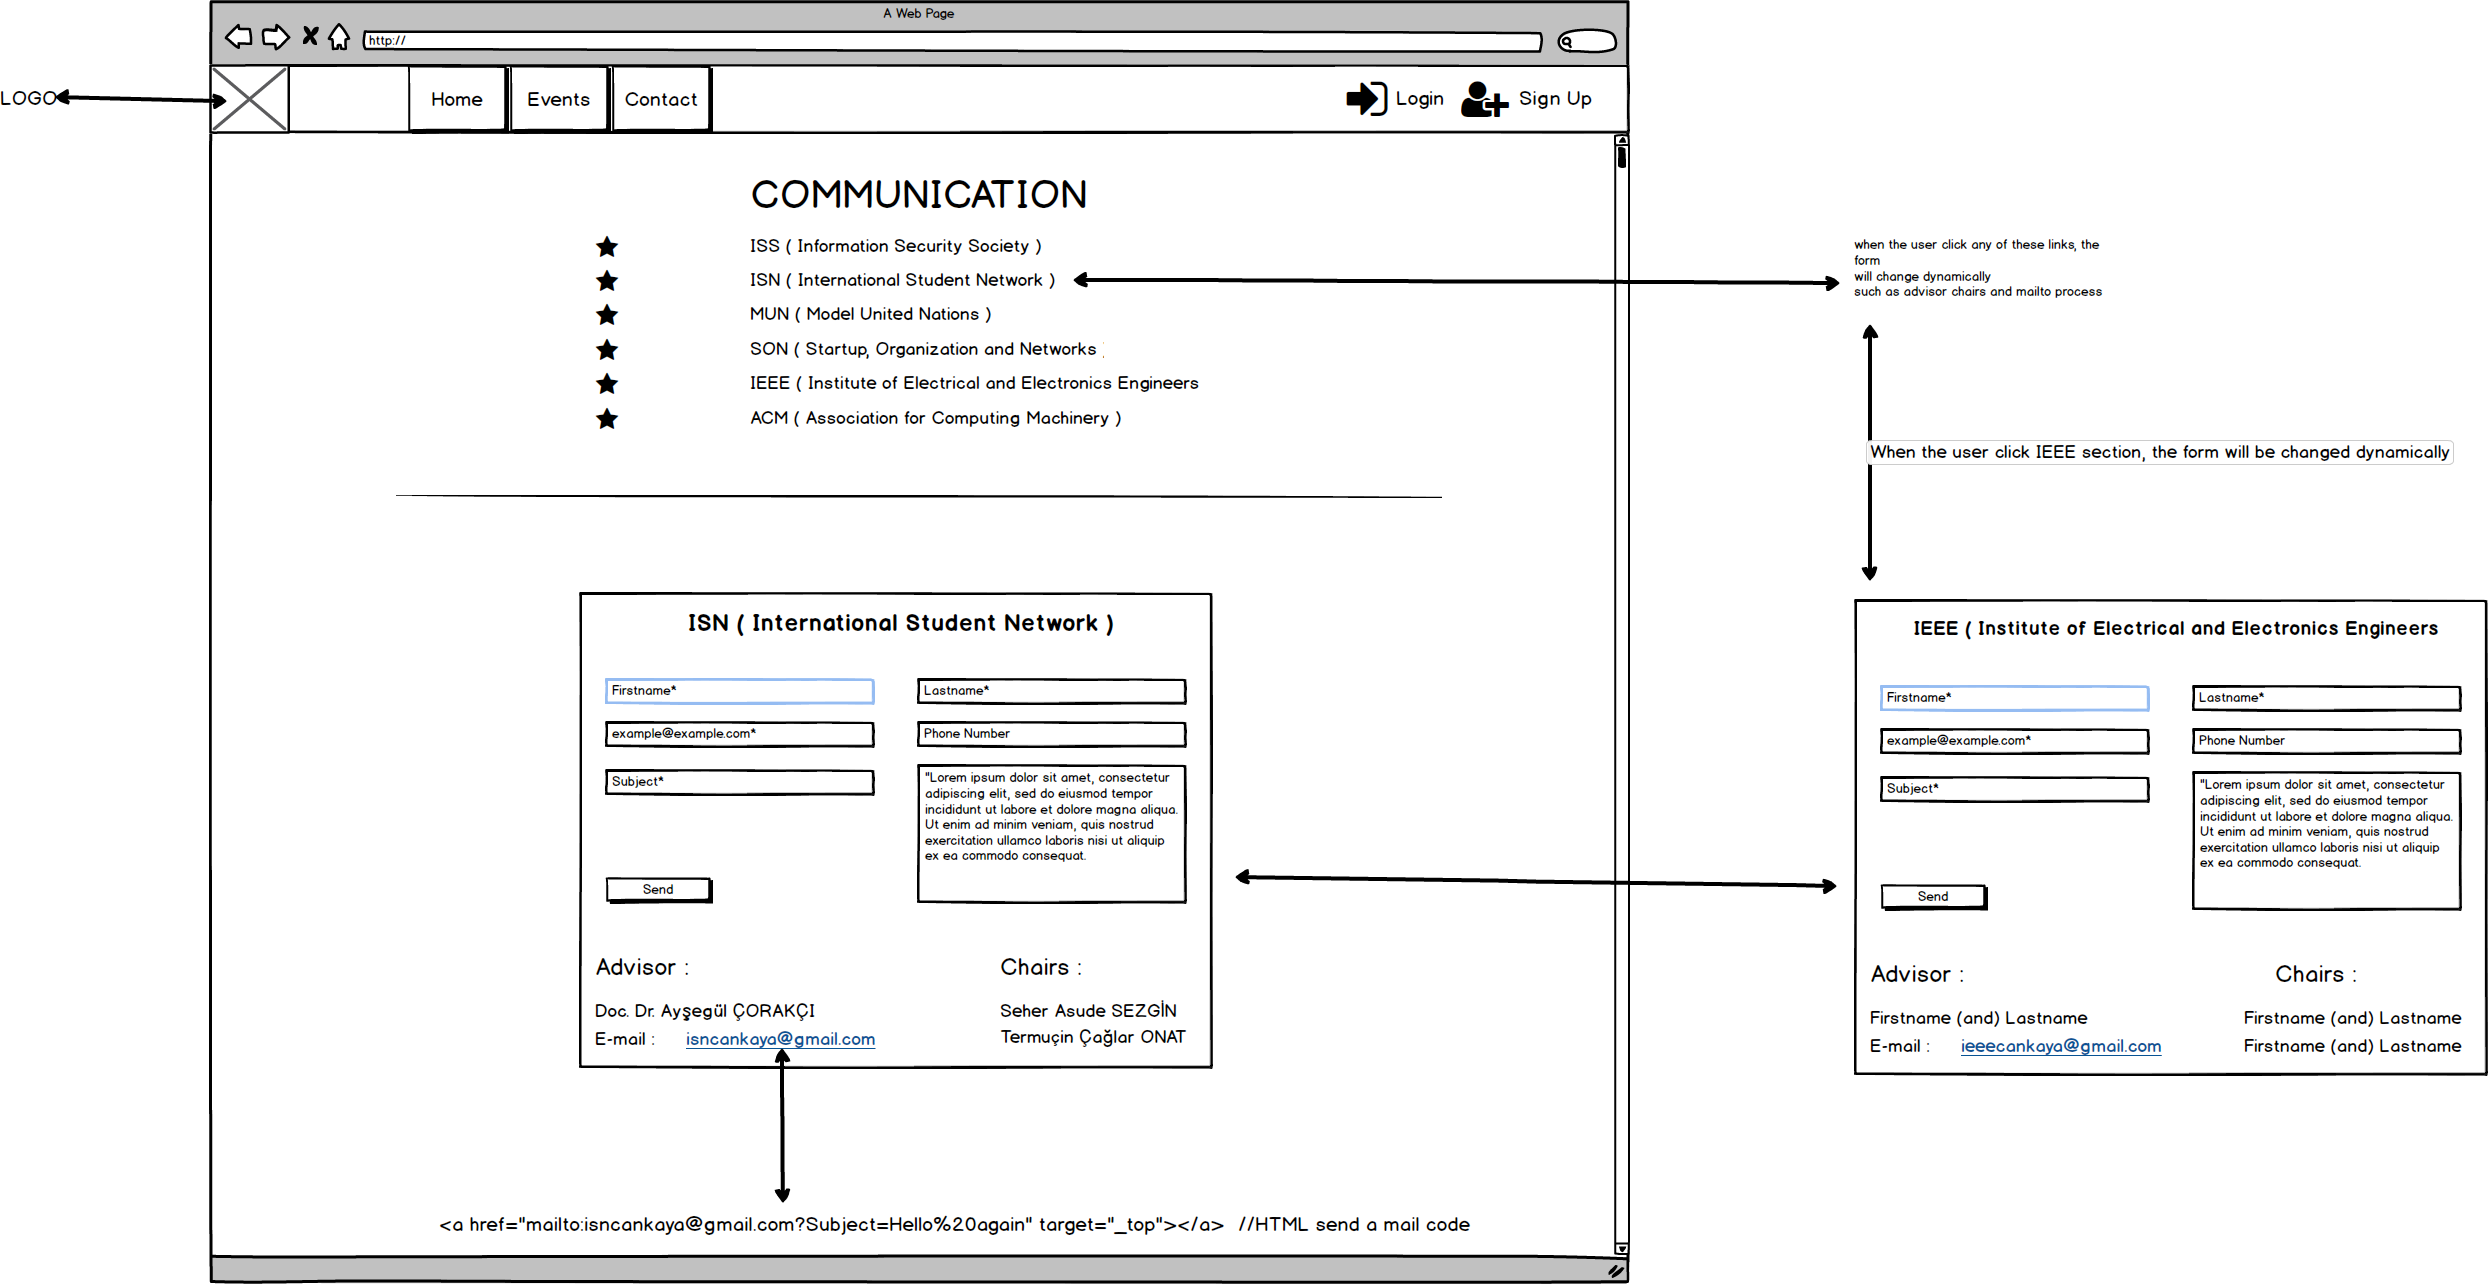 A Web Page
http://
LOGO
Home
Events
Contact
Login
Sign Up
COMMUNICATION
ISS ( Information Security Society )
ISN ( International Student Network )
MUN ( Model United Nations )
SON ( Startup, Organization and Networks
IEEE ( Institute of Electrical and Electronics Engineers
ACM ( Association for Computing Machinery )
when the user click any of these links, the
form
will change dynamically
such as advisor chairs and mailto process
When the user click IEEE section, the form will be changed dynamically
ISN ( International Student Network )
Firstname*
Lastname*
example@example.com*
Phone Number
Subject*
"Lorem ipsum dolor sit amet, consectetur
adipiscing elit, sed do eiusmod tempor
incididunt ut labore et dolore magna aliqua.
Ut enim ad minim veniam, quis nostrud
exercitation ullamco laboris nisi ut aliquip
ex ea commodo consequat.
Send
Advisor :
Chairs :
Doc. Dr. Ayşegül ÇORAKÇI
Seher Asude SEZGİN
E-mail :
isncankaya@gmail.com
Termuçin Çağlar ONAT
IEEE ( Institute of Electrical and Electronics Engineers
Firstname*
Lastname*
example@example.com*
Phone Number
Subject*
"Lorem ipsum dolor sit amet, consectetur
adipiscing elit, sed do eiusmod tempor
incididunt ut labore et dolore magna aliqua.
Ut enim ad minim veniam, quis nostrud
exercitation ullamco laboris nisi ut aliquip
ex ea commodo consequat.
Send
Advisor :
Chairs :
Firstname (and) Lastname
Firstname (and) Lastname
E-mail :
ieeecankaya@gmail.com
Firstname (and) Lastname
<a href="mailto:isncankaya@gmail.com?Subject=Hello%20again" target="_top"></a>  //HTML send a mail code